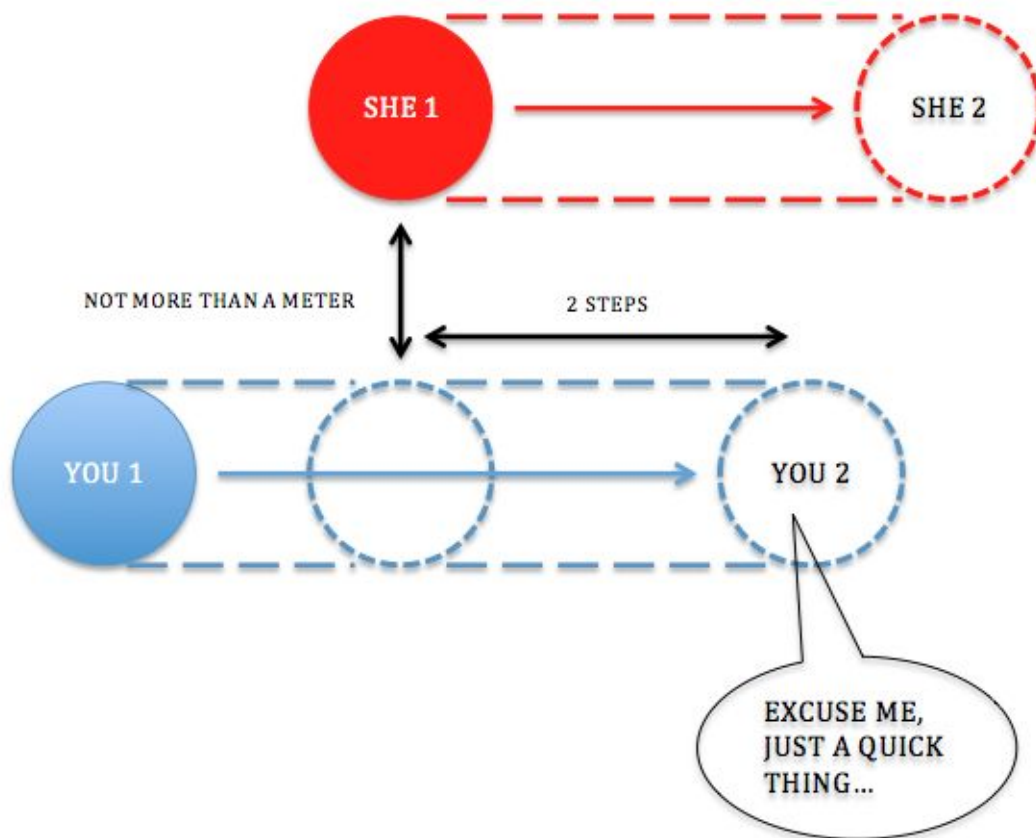 SHE 1
SHE 2
NOT MORE THAN A METER
2 STEPS
YOU 1
YOU 2
EXCUSE ME,
JUST A QUICK
THING...